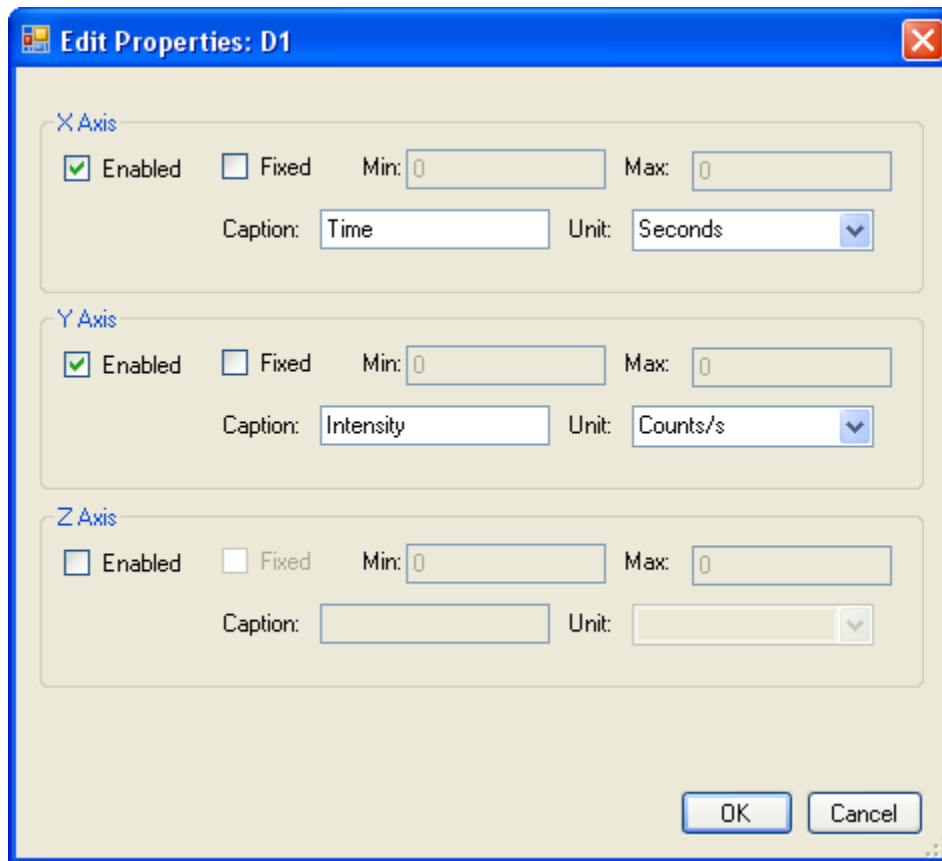 Edit Properties: D1
X Axis
Enabled Fixed Min: 0 Max: 0
Caption: Time Unit: Seconds
Y Axis
Enabled Fixed Min: 0 Max: 0
Caption: Intensity Unit: Counts/s
Z Axis
Enabled Fixed Min: 0 Max: 0
Caption: Unit:
OK Cancel